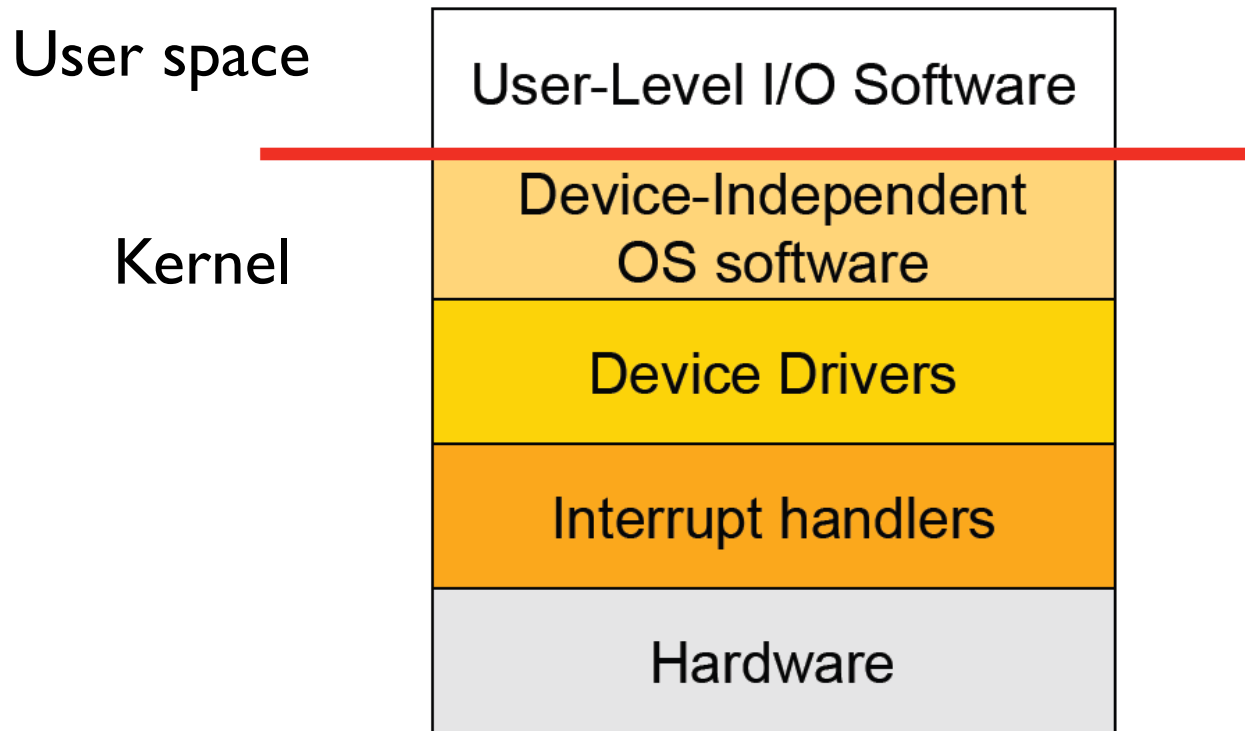 User space
User-Level I/O Software
Kernel
Device-Independent
OS software
Device Drivers
Interrupt handlers
Hardware